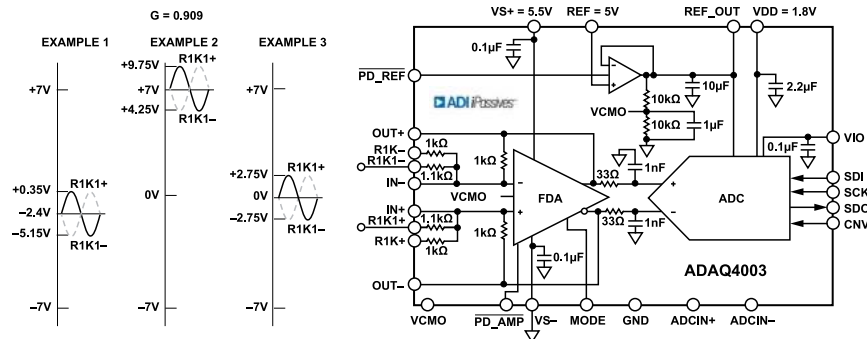 G = 0.909
EXAMPLE 1
+7V
+0.35V
R1K1+
−2.4V
−5.15V
R1K1−
−7V
EXAMPLE 2
+9.75V
R1K1+
+7V
+4.25V
R1K1−
0V
−7V
EXAMPLE 3
+7V
+2.75V
R1K1+
0V
−2.75V
R1K1−
−7V
VS+ = 5.5V
REF = 5V
REF_OUT
VDD = 1.8V
0.1µF
PD_REF
10µF
2.2µF
10kΩ
VCMO
10kΩ
1µF
ADI iPassives™
OUT+
R1K−
1kΩ
R1K1−
1.1kΩ
IN−
1kΩ
VCMO
IN+
R1K1+
1.1kΩ
R1K+
1kΩ
1kΩ
OUT−
FDA
33Ω
1nF
33Ω
1nF
0.1µF
ADC
0.1µF
VIO
SDI
SCK
SDO
CNV
ADAQ4003
VCMO
PD_AMP
VS−
MODE
GND
ADCIN+
ADCIN−